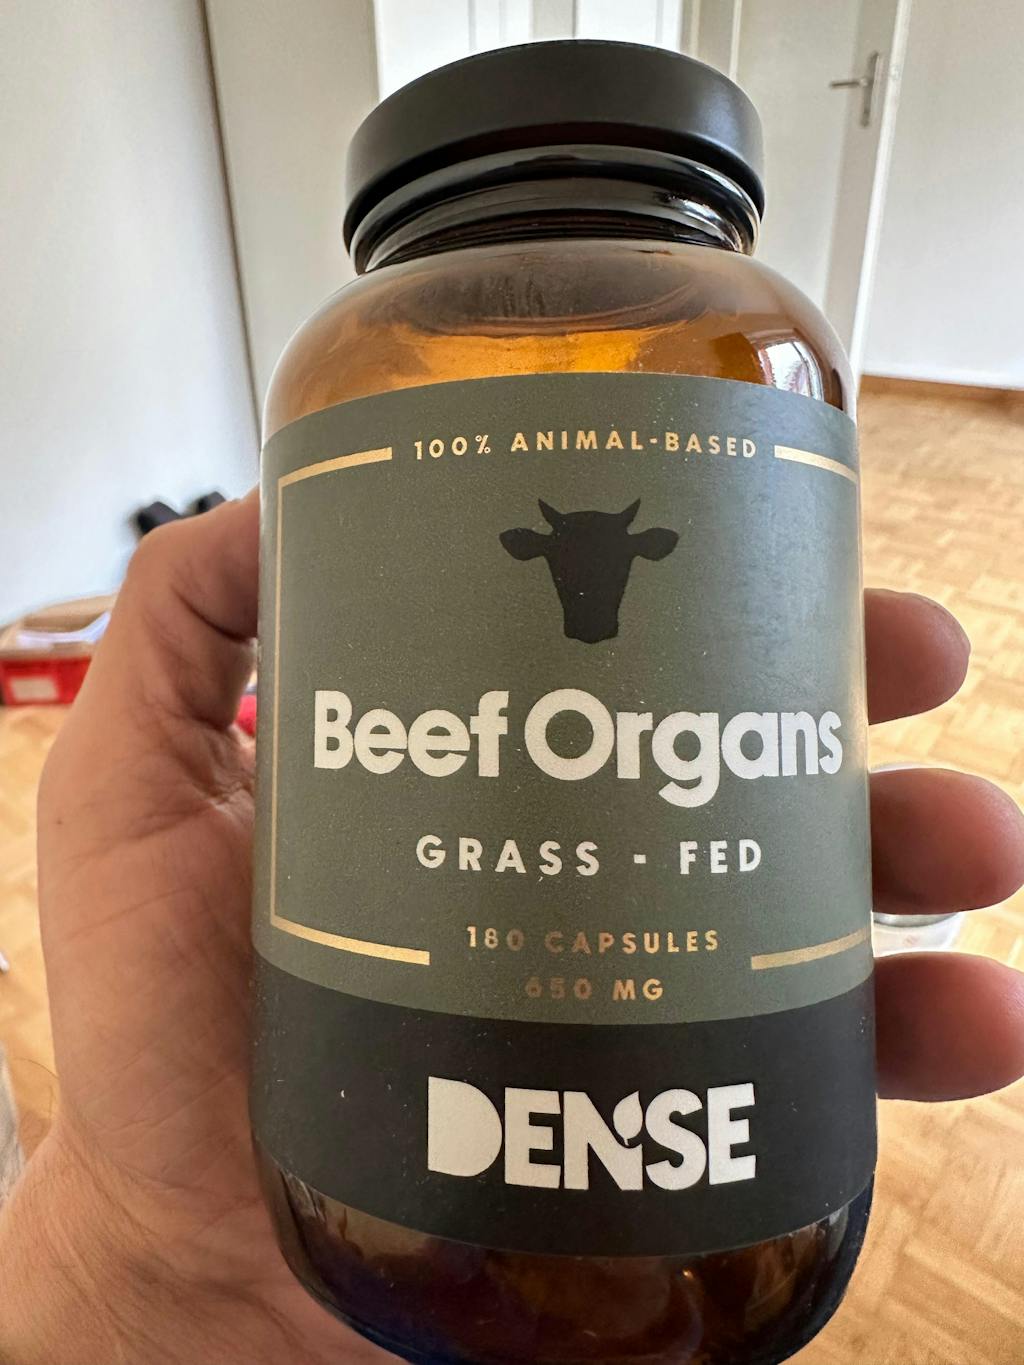 100% ANIMAL-BASED
Beef Organs
GRASS - FED
180 CAPSULES
650 MG
DENSE